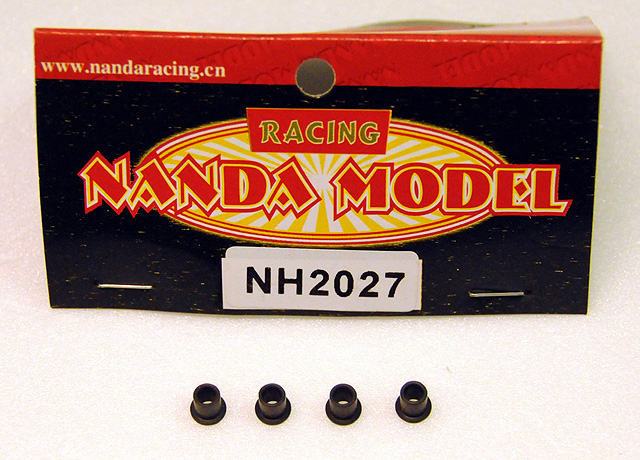 www.nandaracing.cn
RACING
NANDA MODEL
NH2027